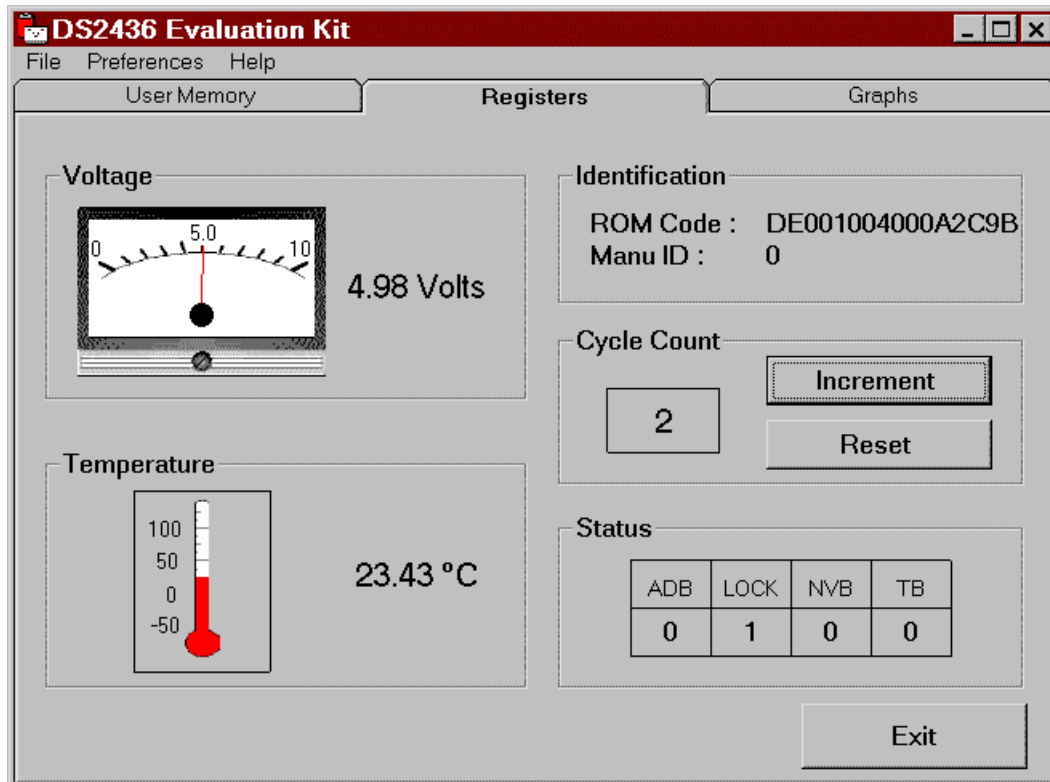 DS2436 Evaluation Kit
File Preferences Help
User Memory Registers Graphs
Voltage
0 5.0 10
4.98 Volts
Temperature
100
50
0
-50
23.43 ºC
Identification
ROM Code : DE001004000A2C9B
Manu ID : 0
Cycle Count
2
Increment
Reset
Status
ADB LOCK NVB TB
0 1 0 0
Exit